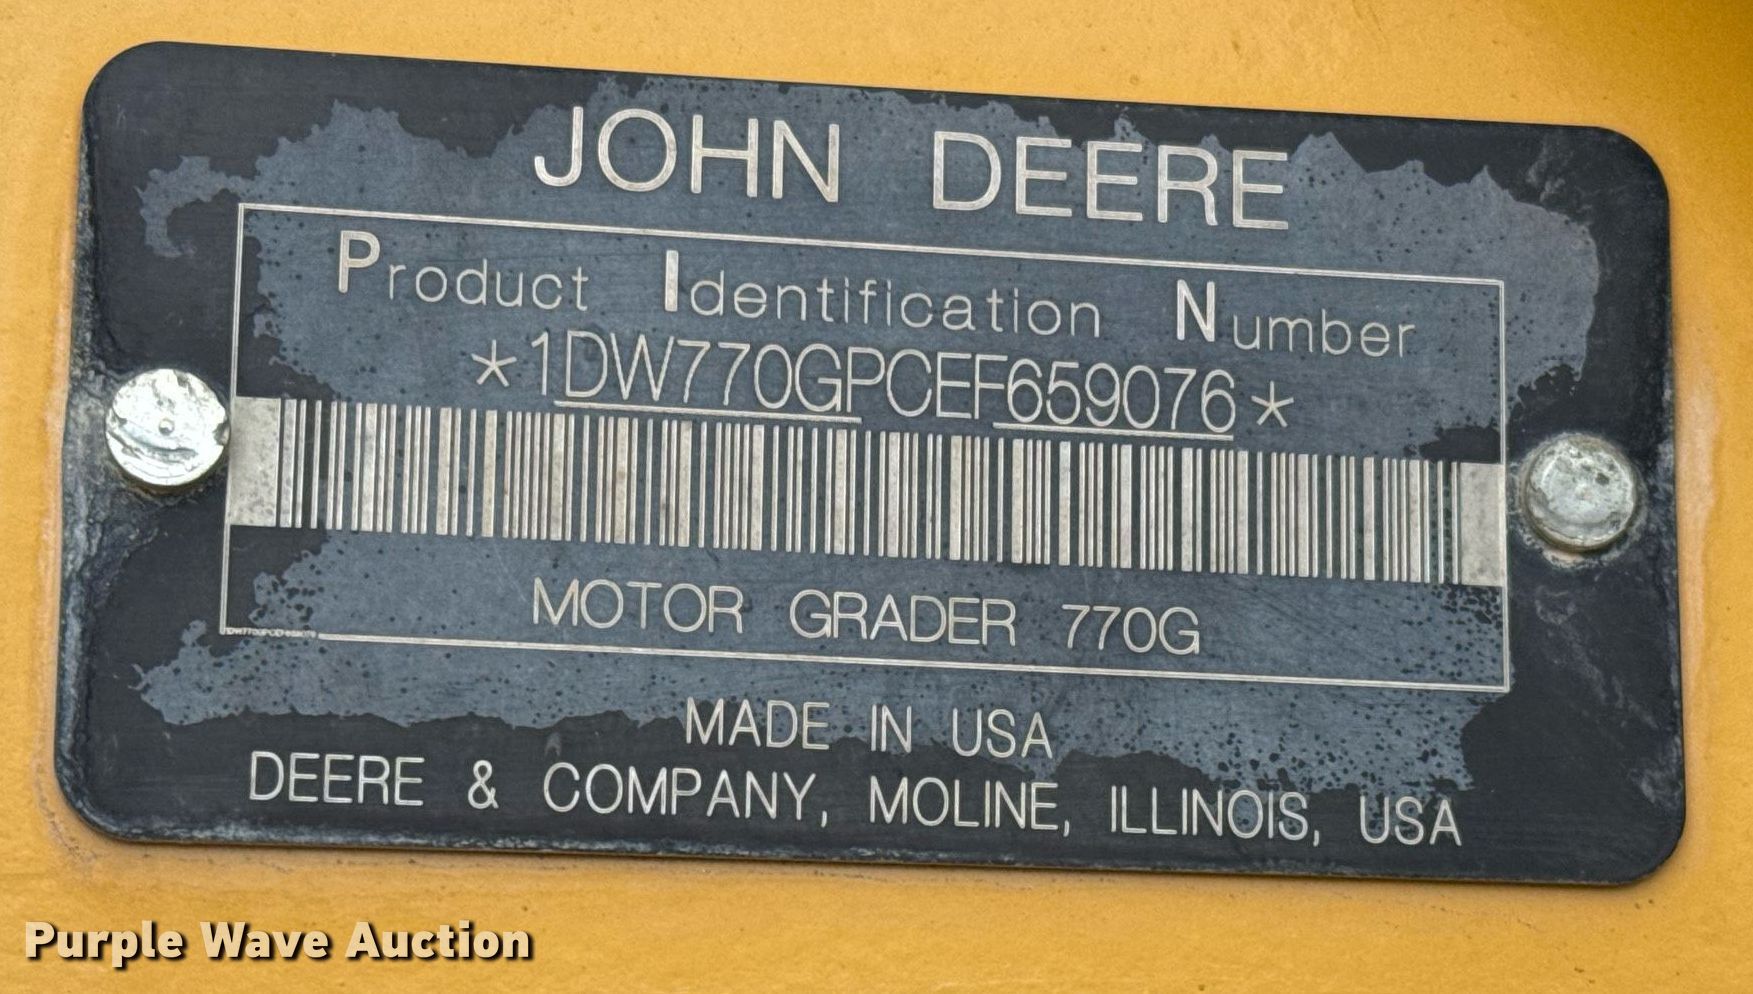 JOHN DEERE
Product Identification Number
*1DW770GPCEF659076*
MOTOR GRADER 770G
MADE IN USA
DEERE & COMPANY, MOLINE, ILLINOIS, USA
Purple Wave Auction